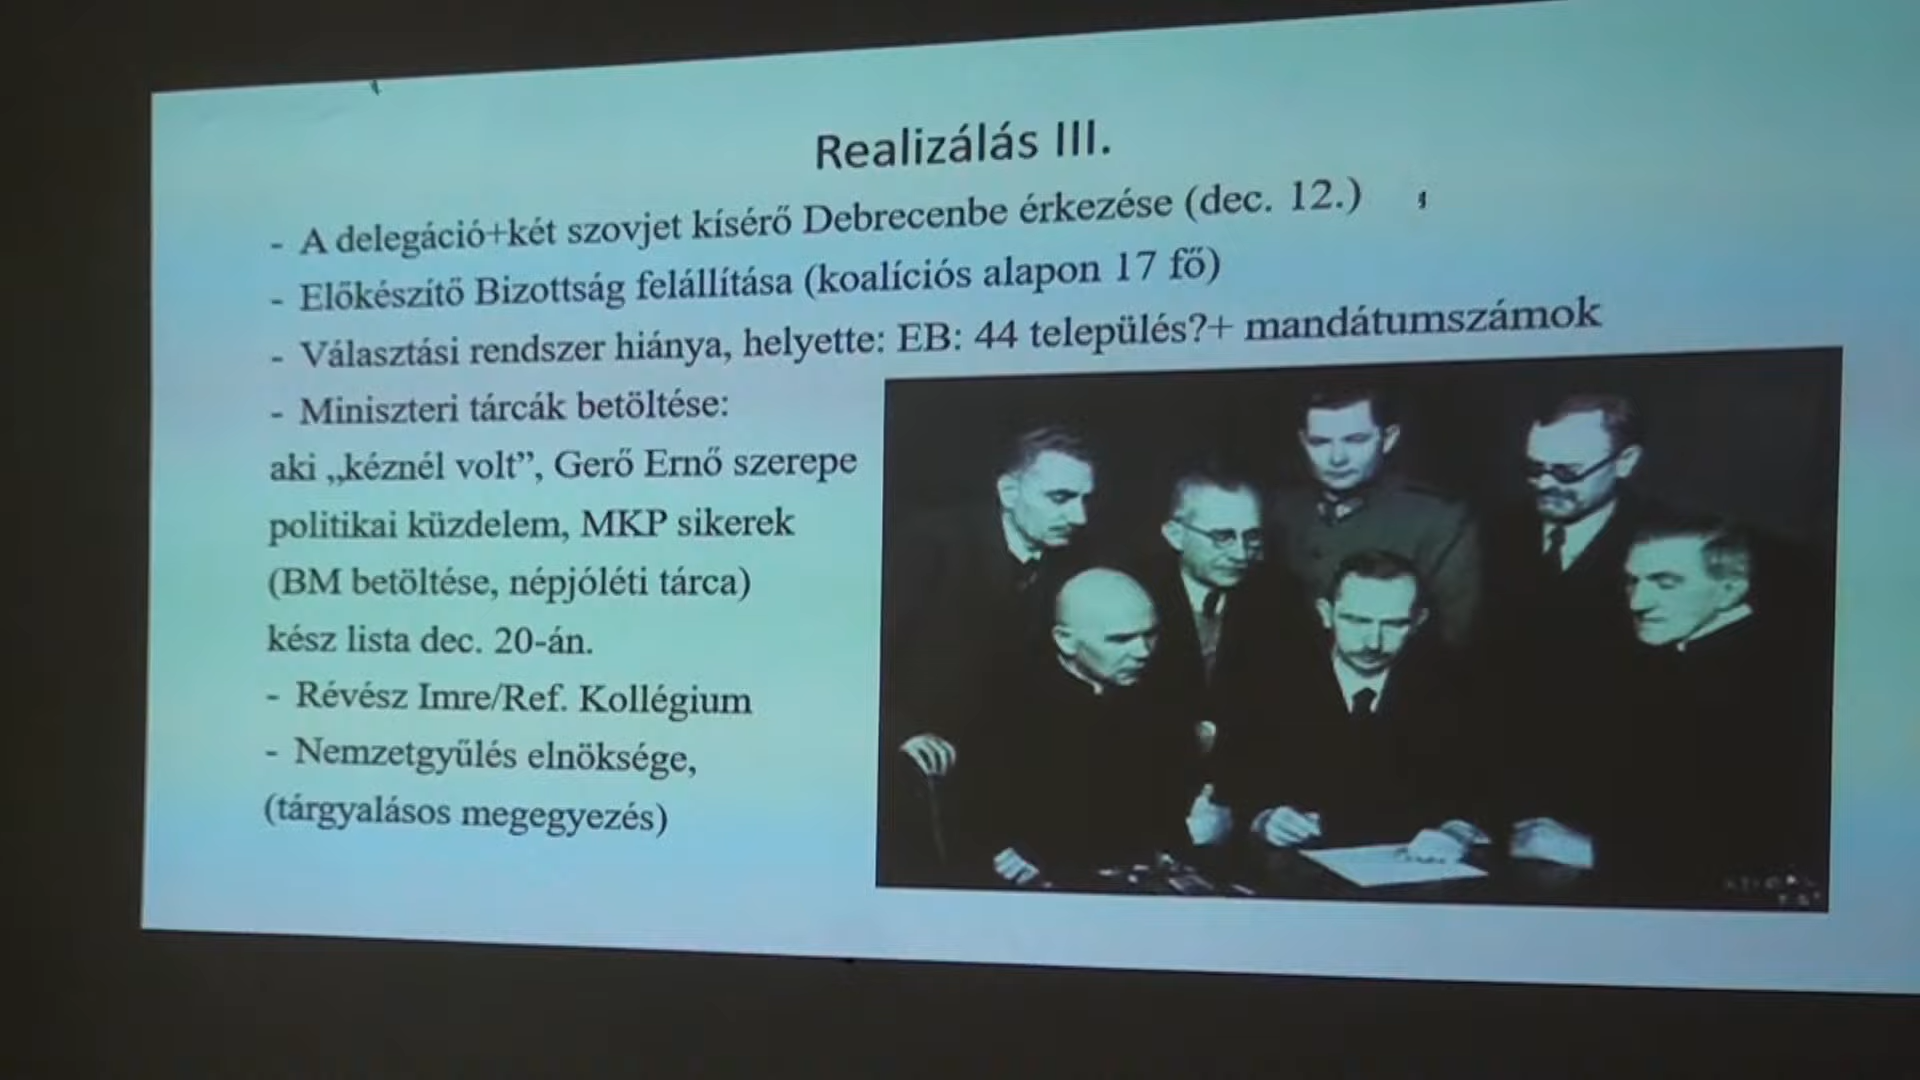 Realizálás III.
- A delegáció+két szovjet kísérő Debrecenbe érkezése (dec. 12.)
- Előkészítő Bizottság felállítása (koalíciós alapon 17 fő)
- Választási rendszer hiánya, helyette: EB: 44 település?+ mandátumszámok
- Miniszteri tárcák betöltése:
aki „kéznél volt”, Gerő Ernő szerepe
politikai küzdelem, MKP sikerek
(BM betöltése, népjóléti tárca)
kész lista dec. 20-án.
- Révész Imre/Ref. Kollégium
- Nemzetgyűlés elnöksége,
(tárgyalásos megegyezés)